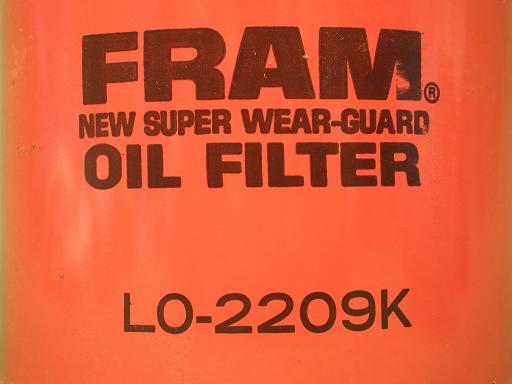 FRAM®
NEW SUPER WEAR-GUARD
OIL FILTER
LO-2209K